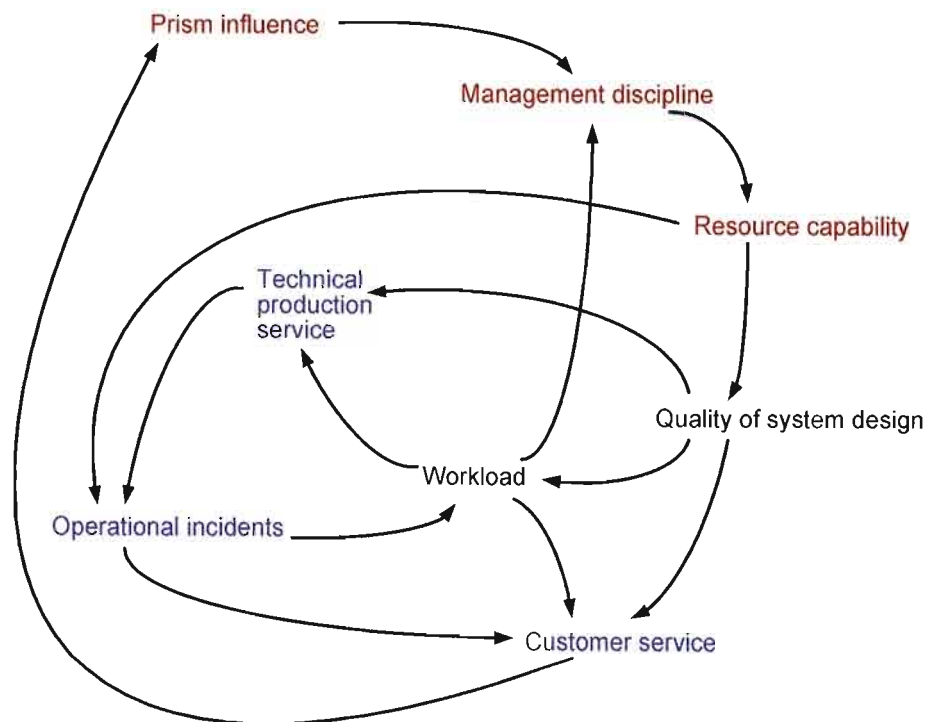 Prism influence
Management discipline
Resource capability
Technical
production
service
Quality of system design
Workload
Operational incidents
Customer service